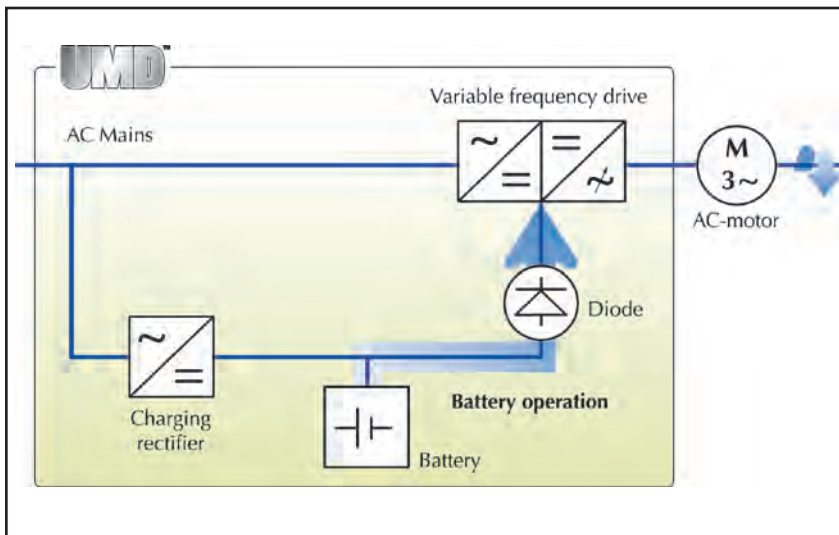 UMD
Variable frequency drive
AC Mains
M
3~
AC-motor
Diode
Charging
rectifier
Battery operation
Battery